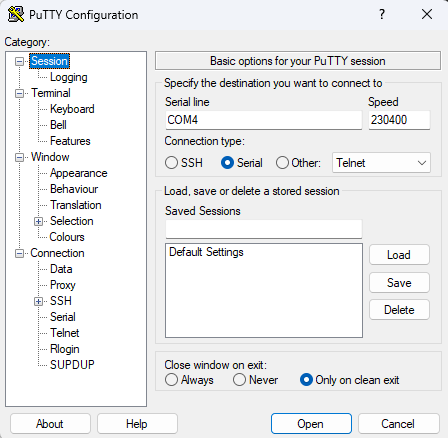 PuTTY Configuration
Category:
Session
Logging
Terminal
Keyboard
Bell
Features
Window
Appearance
Behaviour
Translation
Selection
Colours
Connection
Data
Proxy
SSH
Serial
Telnet
Rlogin
SUPDUP
Basic options for your PuTTY session
Specify the destination you want to connect to
Serial line Speed
COM4 230400
Connection type:
SSH Serial Other: Telnet
Load, save or delete a stored session
Saved Sessions
Default Settings
Load
Save
Delete
Close window on exit:
Always Never Only on clean exit
About Help Open Cancel